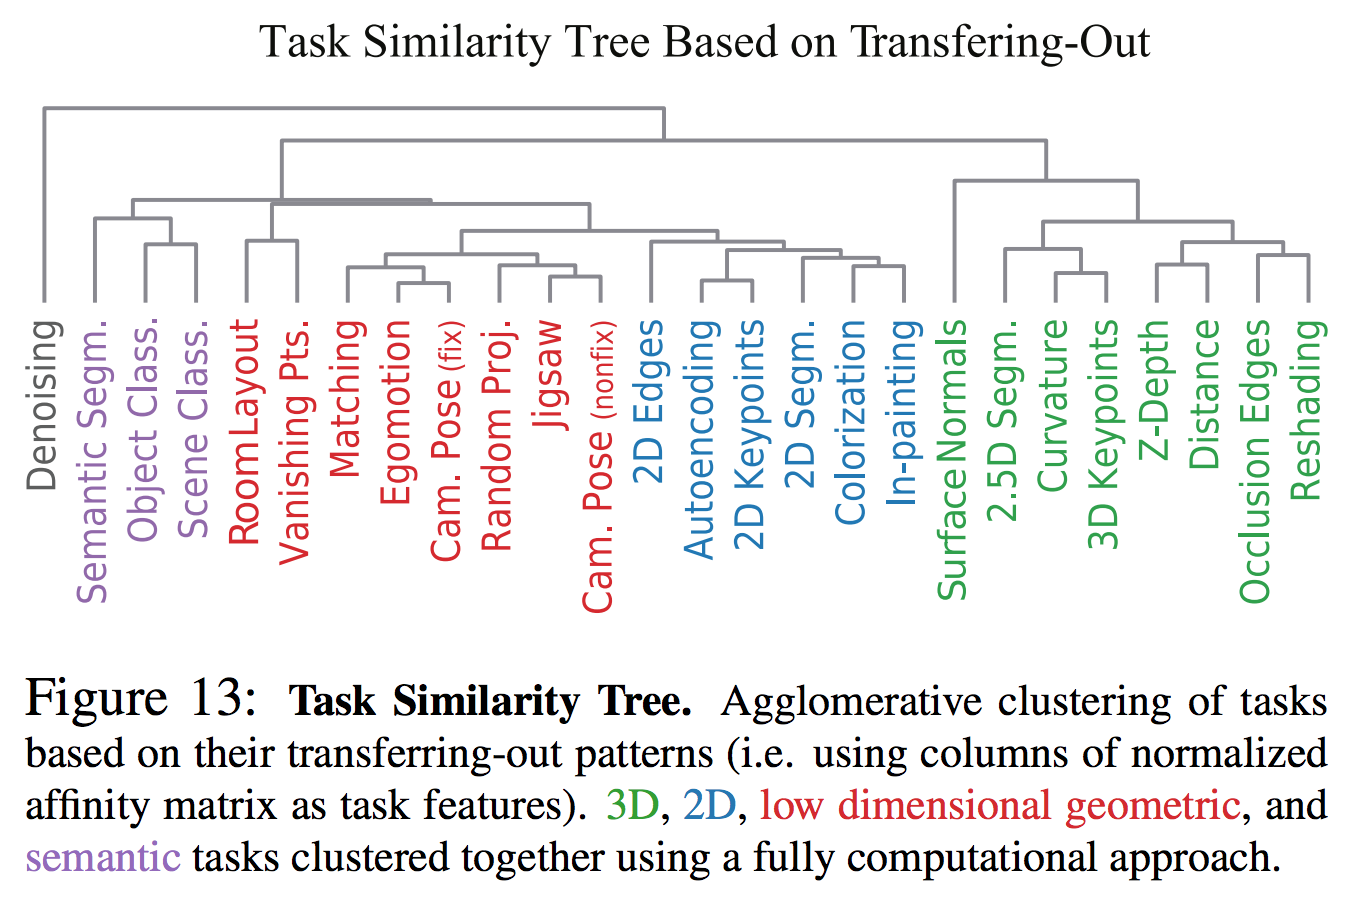 Task Similarity Tree Based on Transfering-Out
Denoising
Semantic Segm.
Object Class.
Scene Class.
Room Layout
Vanishing Pts.
Matching
Egomotion
Cam. Pose (fix)
Random Proj.
Jigsaw
Cam. Pose (nonfix)
2D Edges
Autoencoding
2D Keypoints
2D Segm.
Colorization
In-painting
Surface Normals
2.5D Segm.
Curvature
3D Keypoints
Z-Depth
Distance
Occlusion Edges
Reshading
Figure 13: Task Similarity Tree. Agglomerative clustering of tasks
based on their transferring-out patterns (i.e. using columns of normalized
affinity matrix as task features). 3D, 2D, low dimensional geometric, and
semantic tasks clustered together using a fully computational approach.